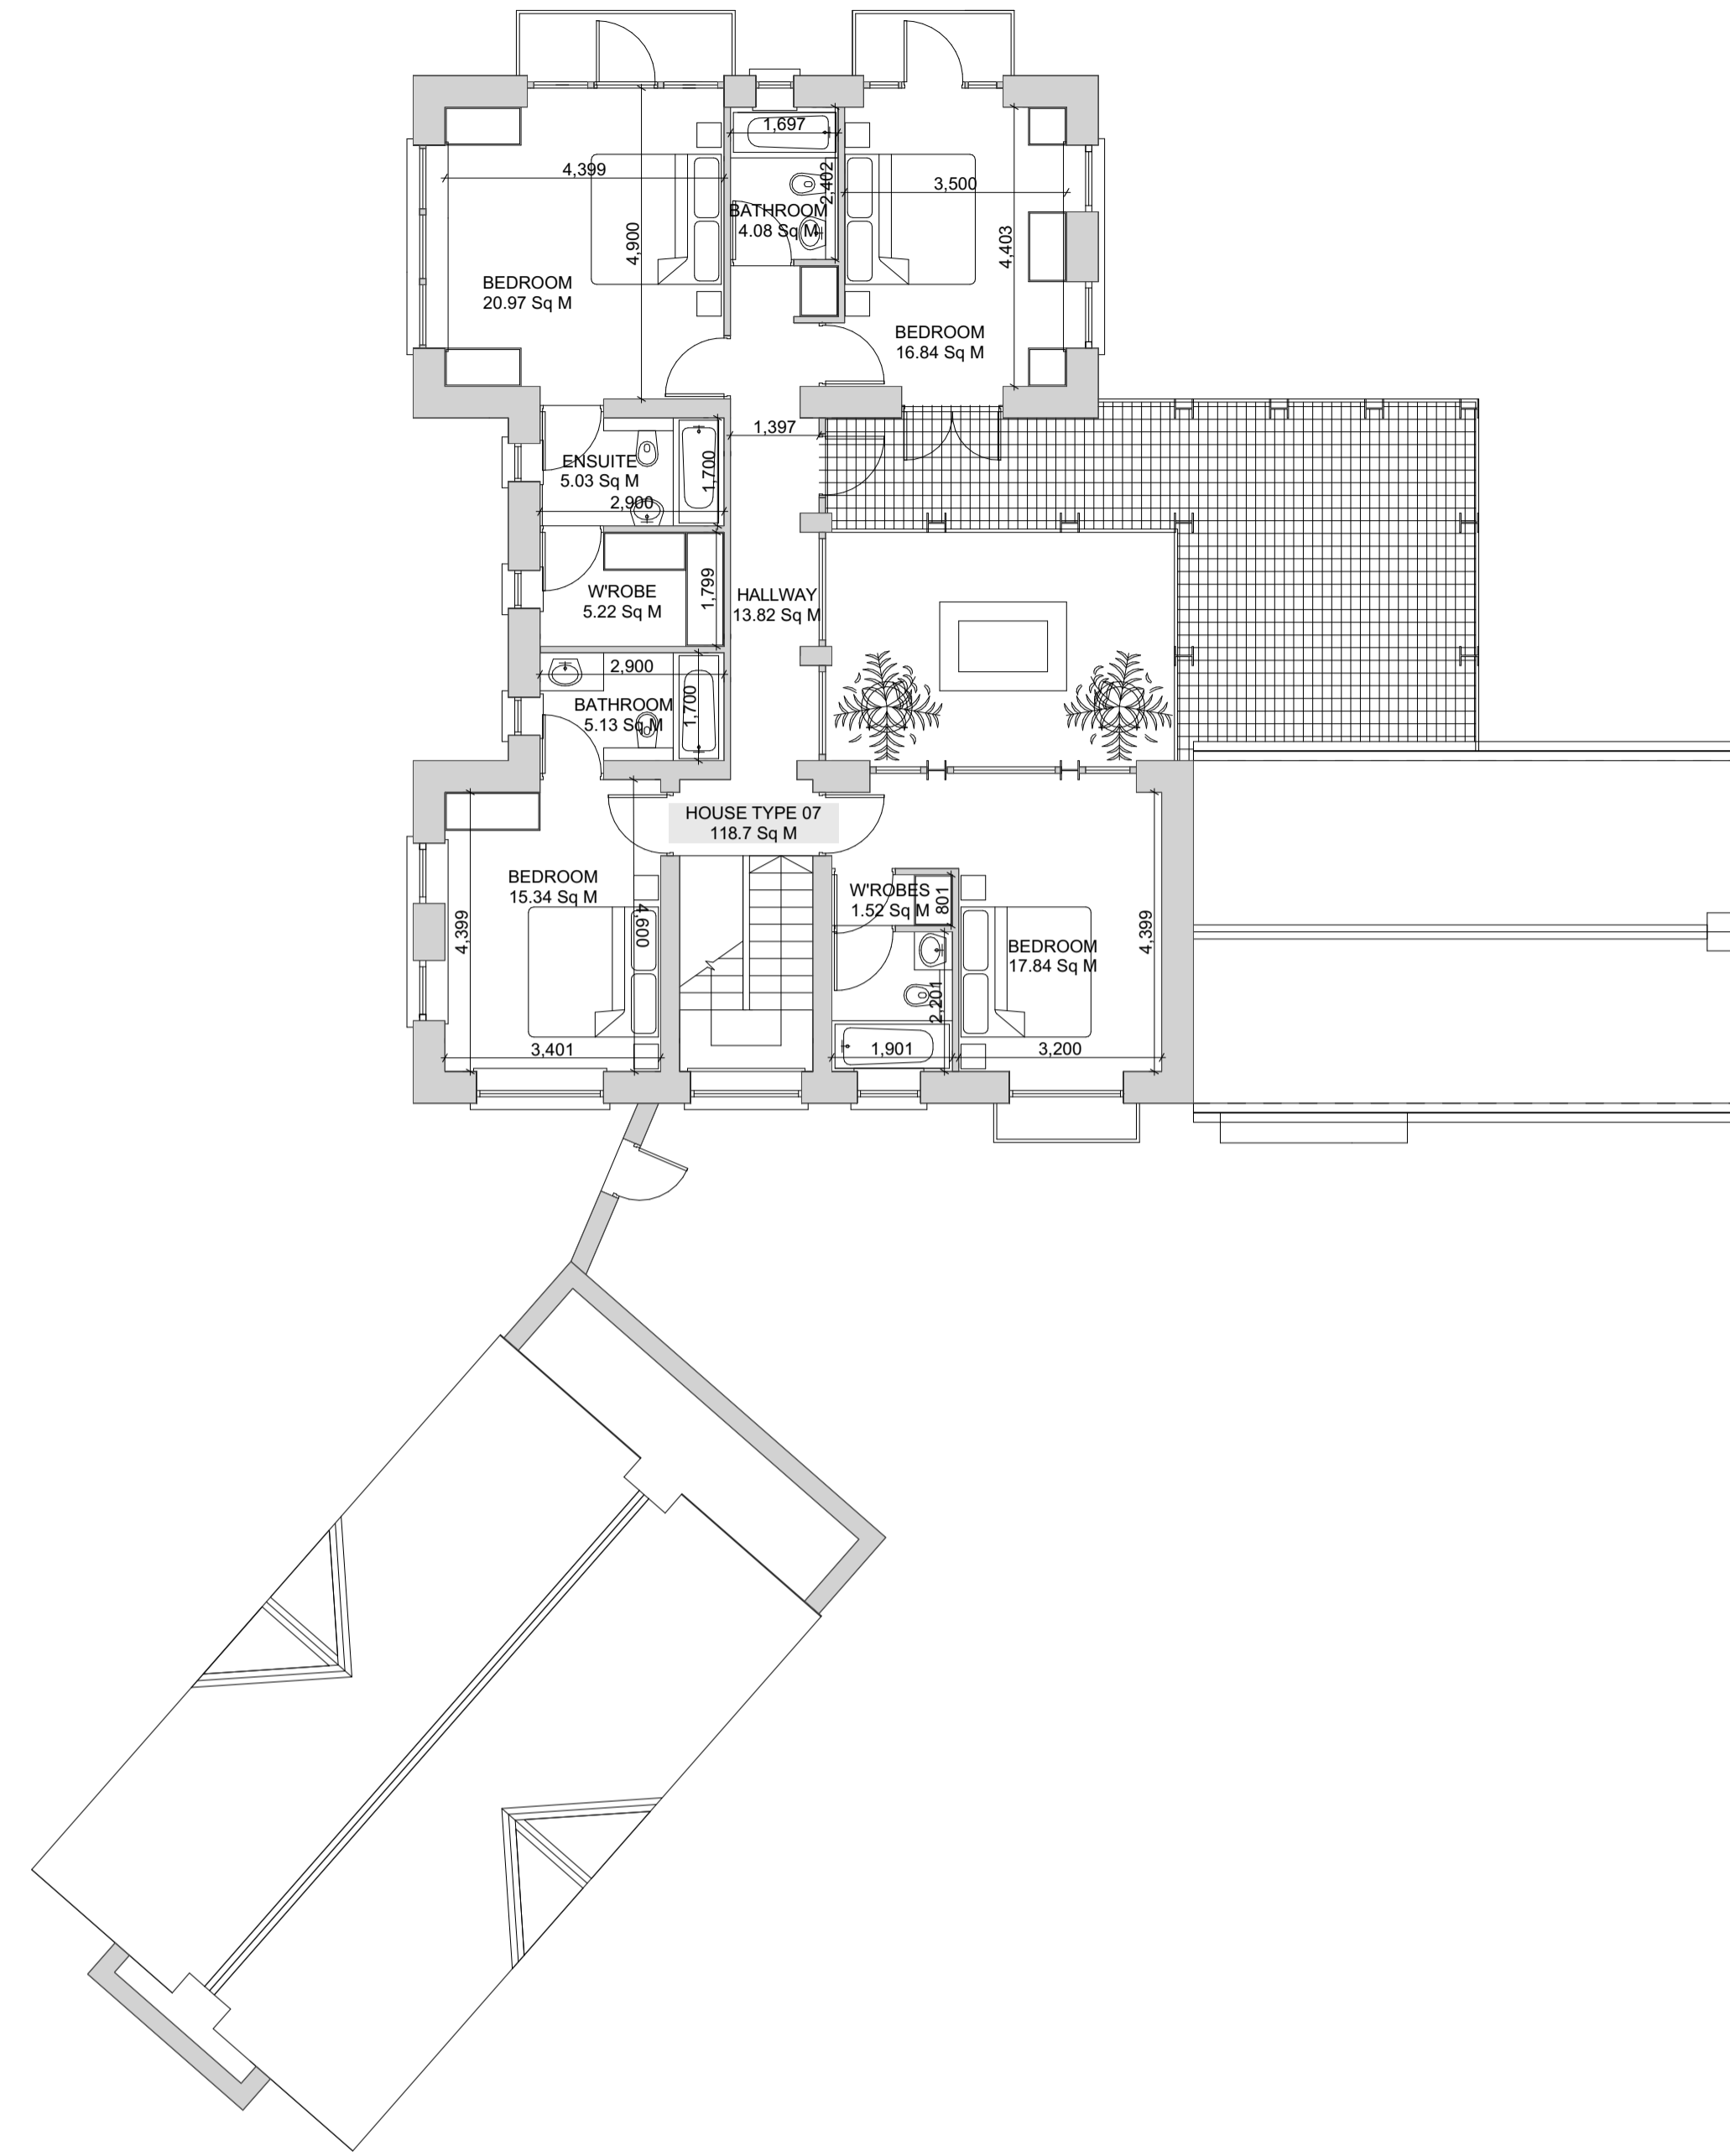 1,697
4,399
2,402
3,500
BATHROOM
4.08 Sq M
4,900
4,403
BEDROOM
20.97 Sq M
BEDROOM
16.84 Sq M
1,397
ENSUITE
5.03 Sq M
1,700
2,900
W'ROBE
5.22 Sq M
1,799
HALLWAY
13.82 Sq M
2,900
BATHROOM
5.13 Sq M
1,700
HOUSE TYPE 07
118.7 Sq M
BEDROOM
15.34 Sq M
W'ROBES
1.52 Sq M
801
4,399
4,600
BEDROOM
17.84 Sq M
4,399
2,201
3,401
1,901
3,200